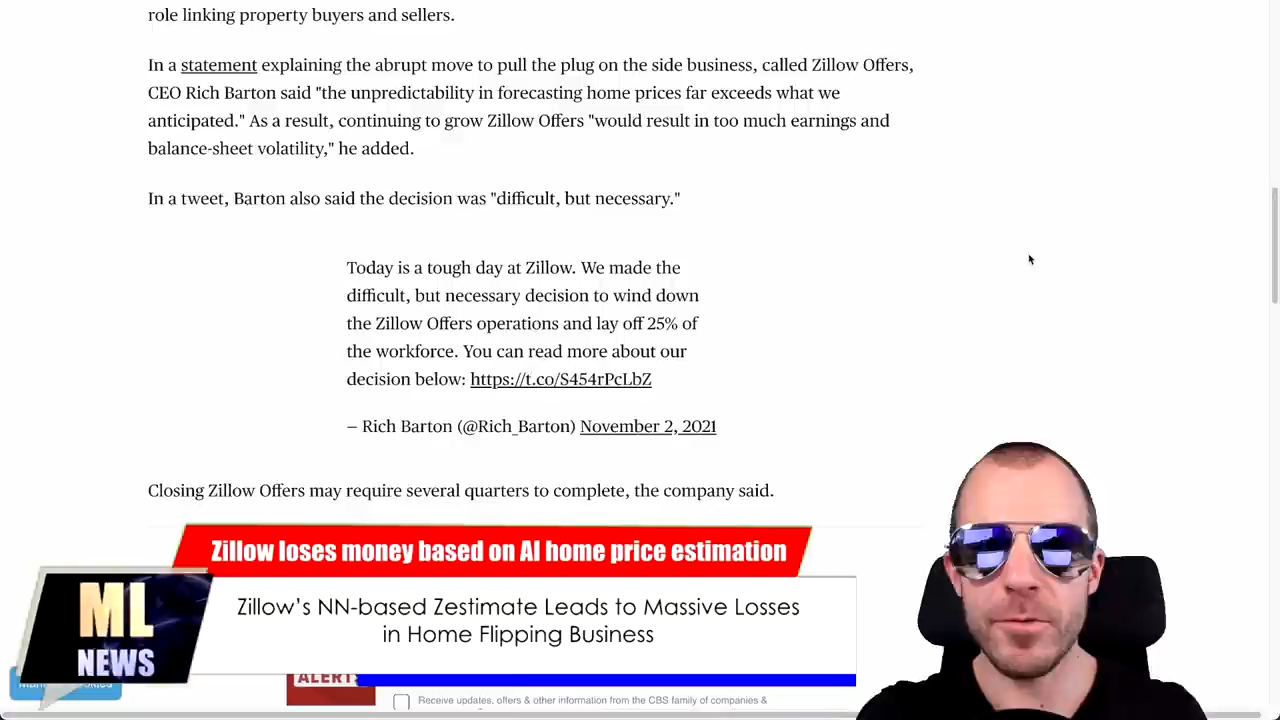 role linking property buyers and sellers.
In a statement explaining the abrupt move to pull the plug on the side business, called Zillow Offers,
CEO Rich Barton said "the unpredictability in forecasting home prices far exceeds what we
anticipated." As a result, continuing to grow Zillow Offers "would result in too much earnings and
balance-sheet volatility," he added.
In a tweet, Barton also said the decision was "difficult, but necessary."
Today is a tough day at Zillow. We made the
difficult, but necessary decision to wind down
the Zillow Offers operations and lay off 25% of
the workforce. You can read more about our
decision below: https://t.co/S454rPcLbZ
– Rich Barton (@Rich_Barton) November 2, 2021
Closing Zillow Offers may require several quarters to complete, the company said.
Zillow loses money based on AI home price estimation
ML
NEWS
Zillow's NN-based Zestimate Leads to Massive Losses
in Home Flipping Business
ALERTS
Receive updates, offers & other information from the CBS family of companies &